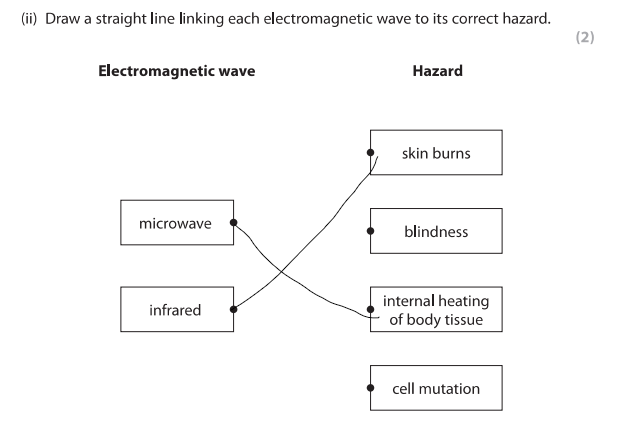 (ii) Draw a straight line linking each electromagnetic wave to its correct hazard.
(2)
Electromagnetic wave
Hazard
skin burns
microwave
blindness
infrared
internal heating
of body tissue
cell mutation